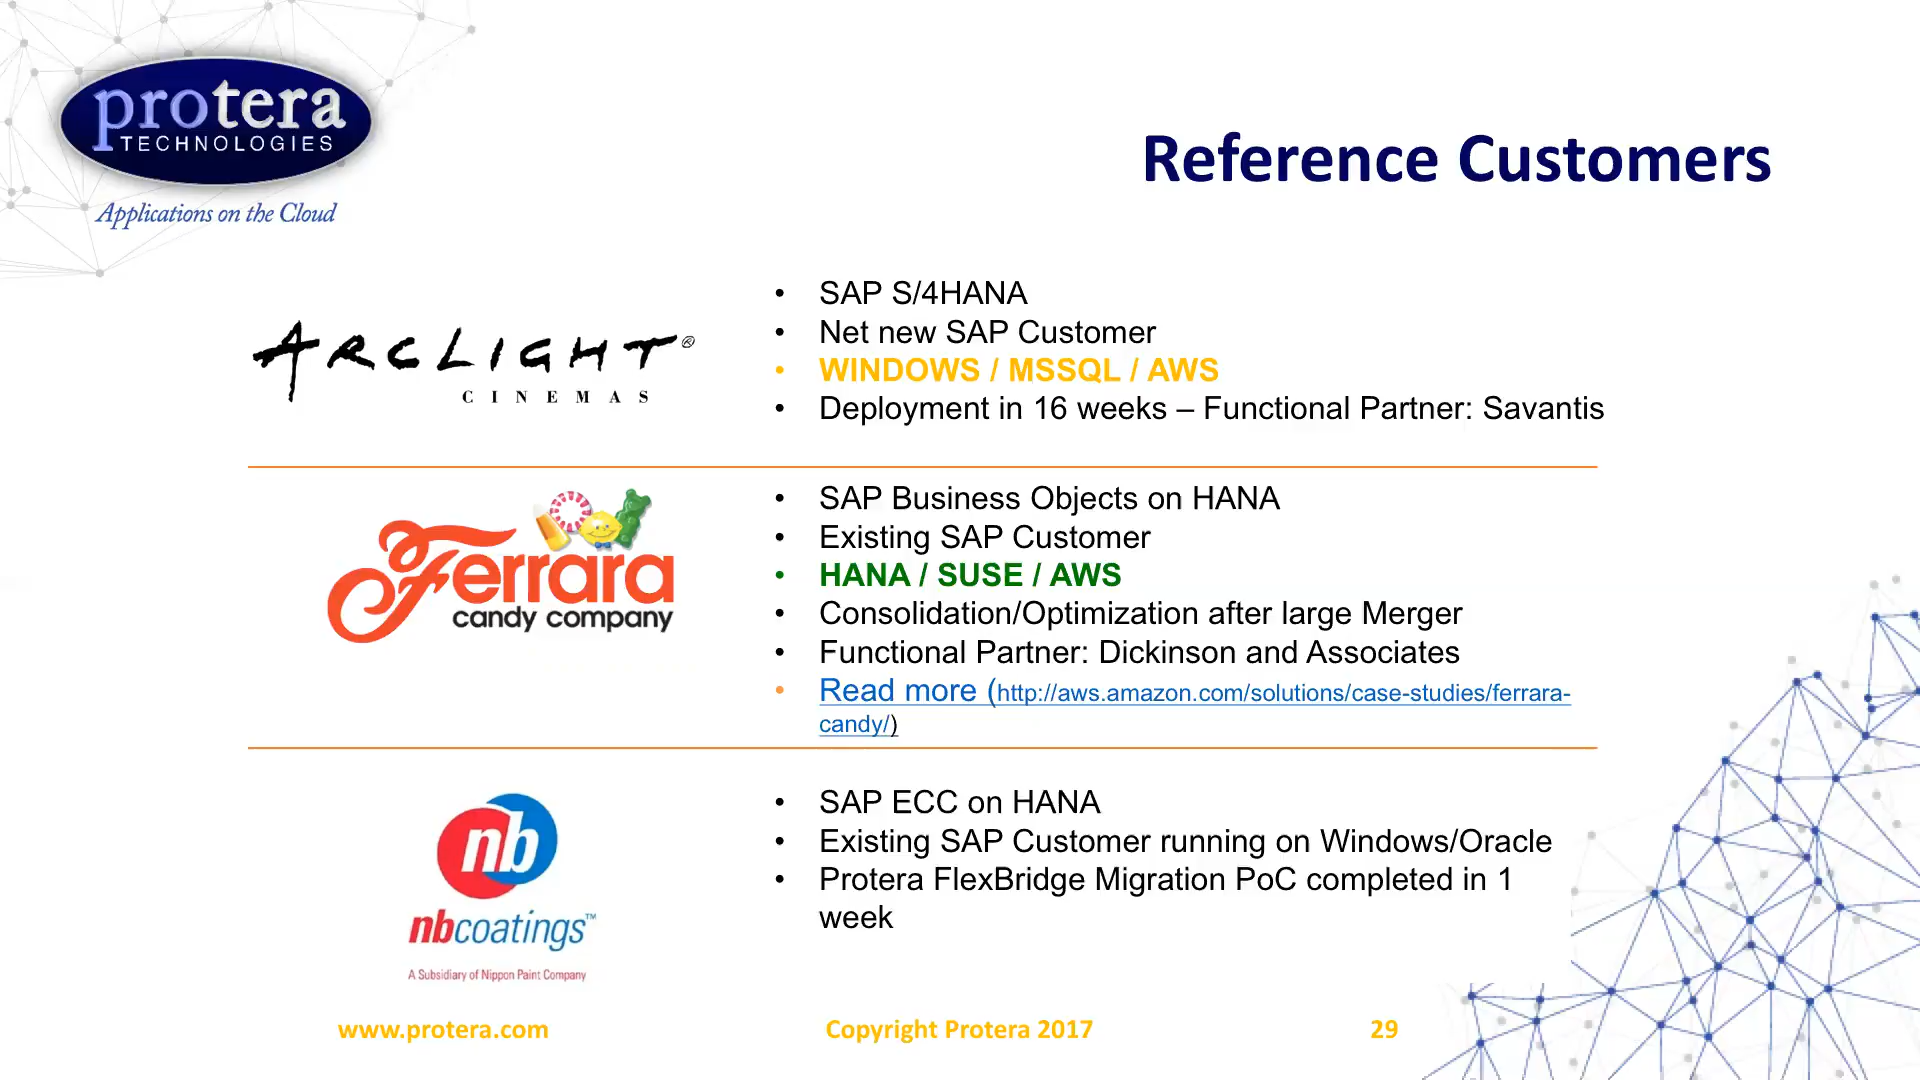 protera
TECHNOLOGIES
Applications on the Cloud
Reference Customers
ARCLIGHT®
CINEMAS
• SAP S/4HANA
• Net new SAP Customer
• WINDOWS / MSSQL / AWS
• Deployment in 16 weeks – Functional Partner: Savantis
Ferrara
candy company
• SAP Business Objects on HANA
• Existing SAP Customer
• HANA / SUSE / AWS
• Consolidation/Optimization after large Merger
• Functional Partner: Dickinson and Associates
• Read more (http://aws.amazon.com/solutions/case-studies/ferrara-
candy/)
nb
nbcoatings™
A Subsidiary of Nippon Paint Company
• SAP ECC on HANA
• Existing SAP Customer running on Windows/Oracle
• Protera FlexBridge Migration PoC completed in 1
week
www.protera.com
Copyright Protera 2017
29